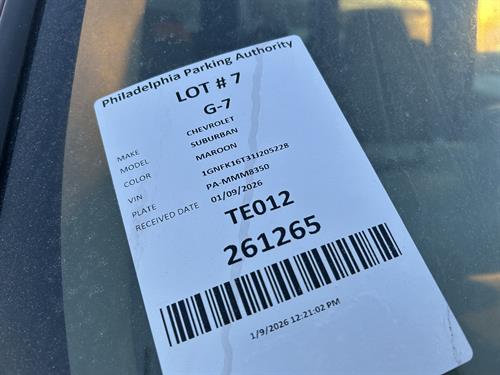 Philadelphia Parking Authority
LOT # 7
G-7
MAKE CHEVROLET
MODEL SUBURBAN
COLOR MAROON
VIN 1GNFK16T31J205228
PLATE PA-MMM8350
RECEIVED DATE 01/09/2026
TE012
261265
1/9/2026 12:21:02 PM